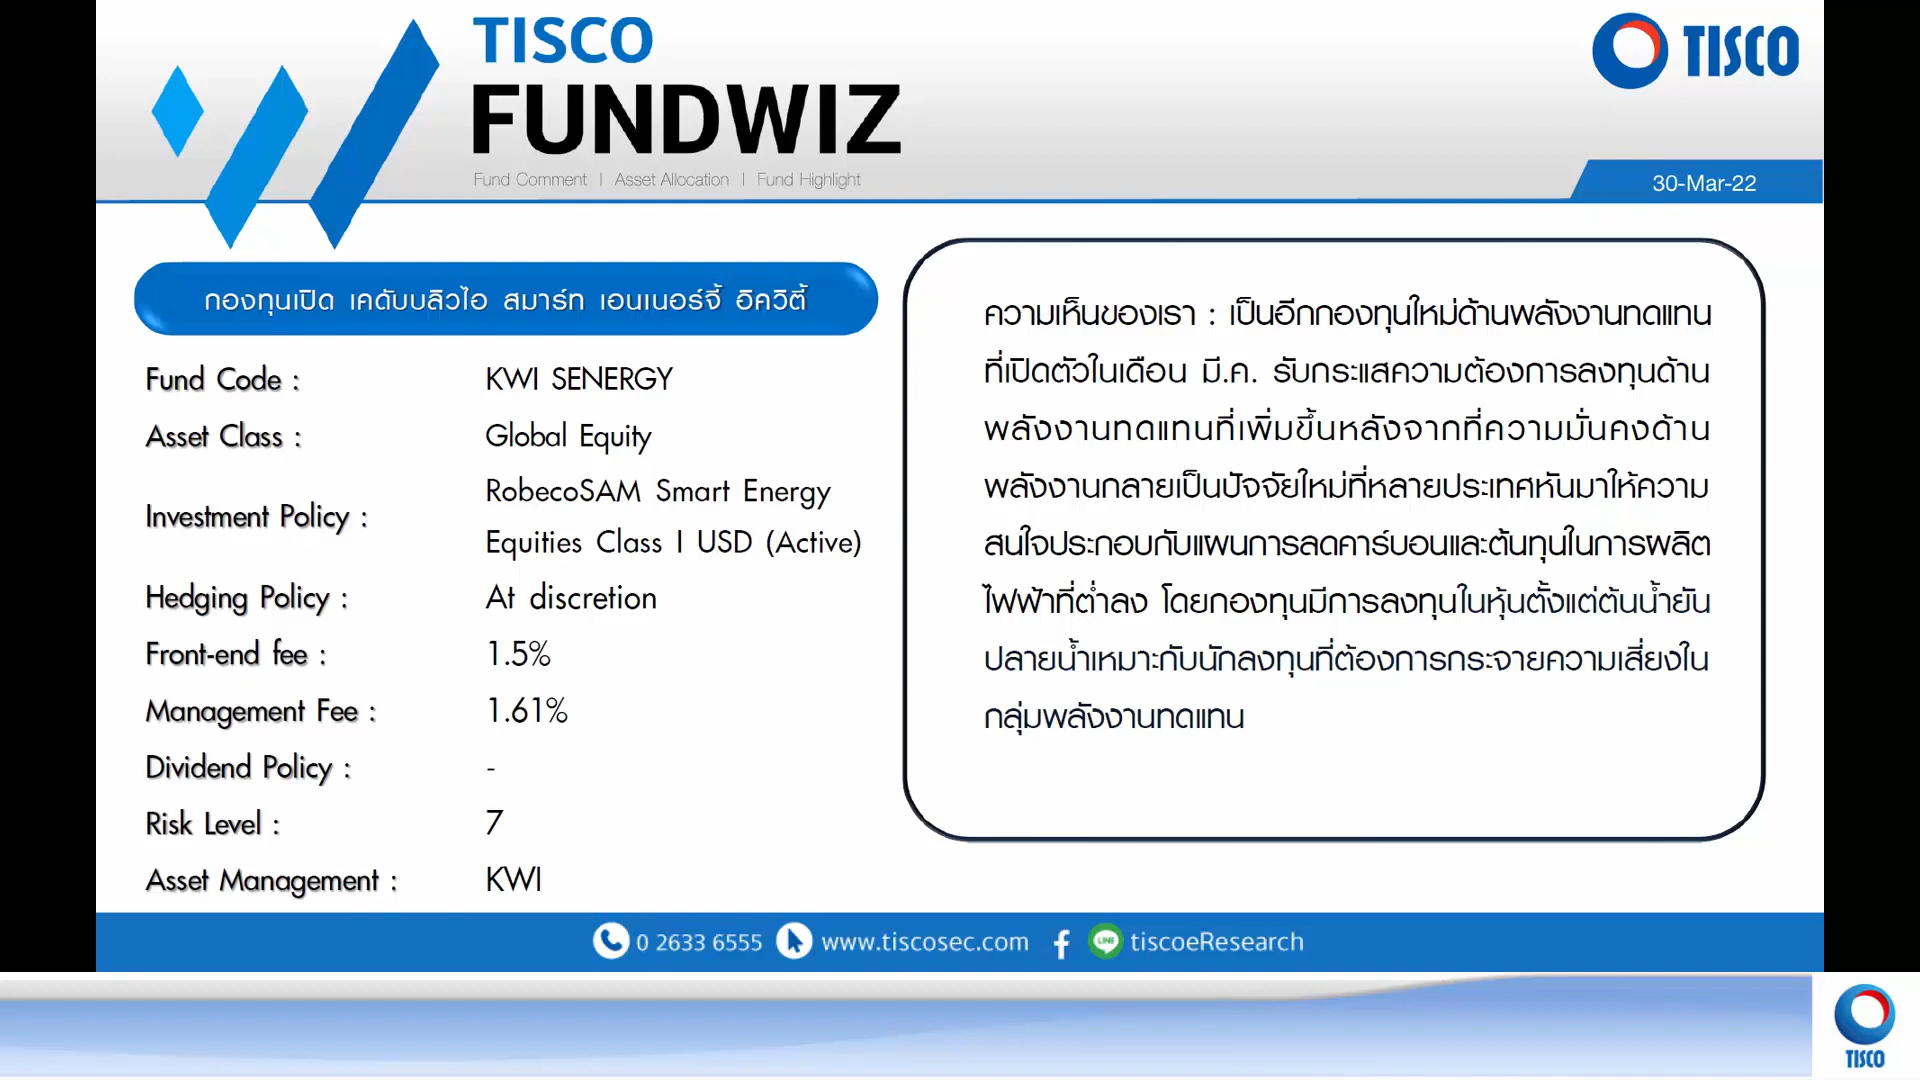 TISCO
FUNDWIZ
Fund Comment | Asset Allocation | Fund Highlight
TISCO
30-Mar-22
กองทุนเปิด เคดับบลิวไอ สมาร์ท เอนเนอร์จี้ อิควิตี้
Fund Code : KWI SENERGY
Asset Class : Global Equity
Investment Policy : RobecoSAM Smart Energy
Equities Class I USD (Active)
Hedging Policy : At discretion
Front-end fee : 1.5%
Management Fee : 1.61%
Dividend Policy : -
Risk Level : 7
Asset Management : KWI
ความเห็นของเรา : เป็นอีกกองทุนใหม่ด้านพลังงานทดแทน
ที่เปิดตัวในเดือน มี.ค. รับกระแสความต้องการลงทุนด้าน
พลังงานทดแทนที่เพิ่มขึ้นหลังจากที่ความมั่นคงด้าน
พลังงานกลายเป็นปัจจัยใหม่ที่หลายประเทศหันมาให้ความ
สนใจประกอบกับแผนการลดคาร์บอนและต้นทุนในการผลิต
ไฟฟ้าที่ต่ำลง โดยกองทุนมีการลงทุนในหุ้นตั้งแต่ต้นน้ำยัน
ปลายน้ำเหมาะกับนักลงทุนที่ต้องการกระจายความเสี่ยงใน
กลุ่มพลังงานทดแทน
0 2633 6555 www.tiscosec.com f LINE tiscoeResearch
TISCO